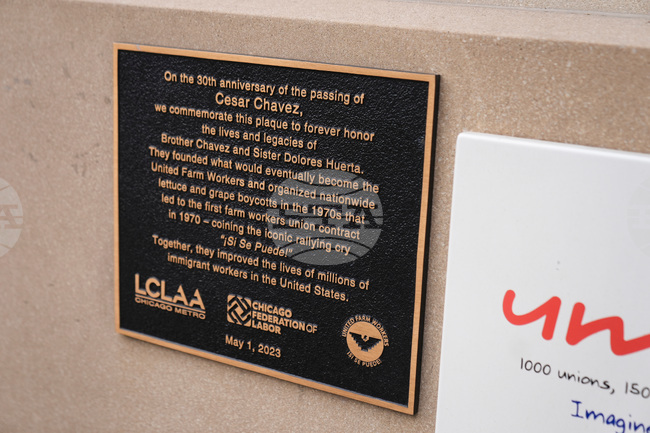 On the 30th anniversary of the passing of
Cesar Chavez,
we commemorate this plaque to forever honor
the lives and legacies of
Brother Chavez and Sister Dolores Huerta.
They founded what would eventually become the
United Farm Workers and organized nationwide
lettuce and grape boycotts in the 1970s that
led to the first farm workers union contract
in 1970 – coining the iconic rallying cry
"¡Si Se Puede!"
Together, they improved the lives of millions of
immigrant workers in the United States.
LCLAA
CHICAGO METRO
CHICAGO
FEDERATION OF
LABOR
May 1, 2023
UNITED FARM WORKERS
¡SI SE PUEDE!
1000 unions, 150
Imagine